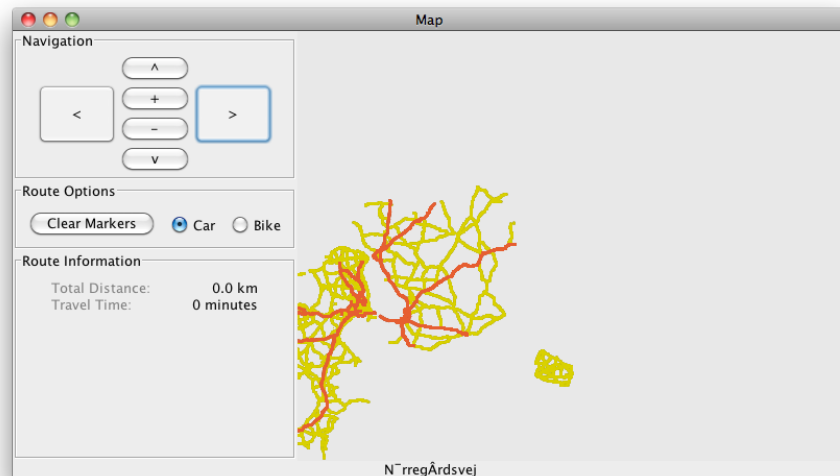 Map
Navigation
^
< + >
-
v
Route Options
Clear Markers Car Bike
Route Information
Total Distance: 0.0 km
Travel Time: 0 minutes
N¯rregÂrdsvej